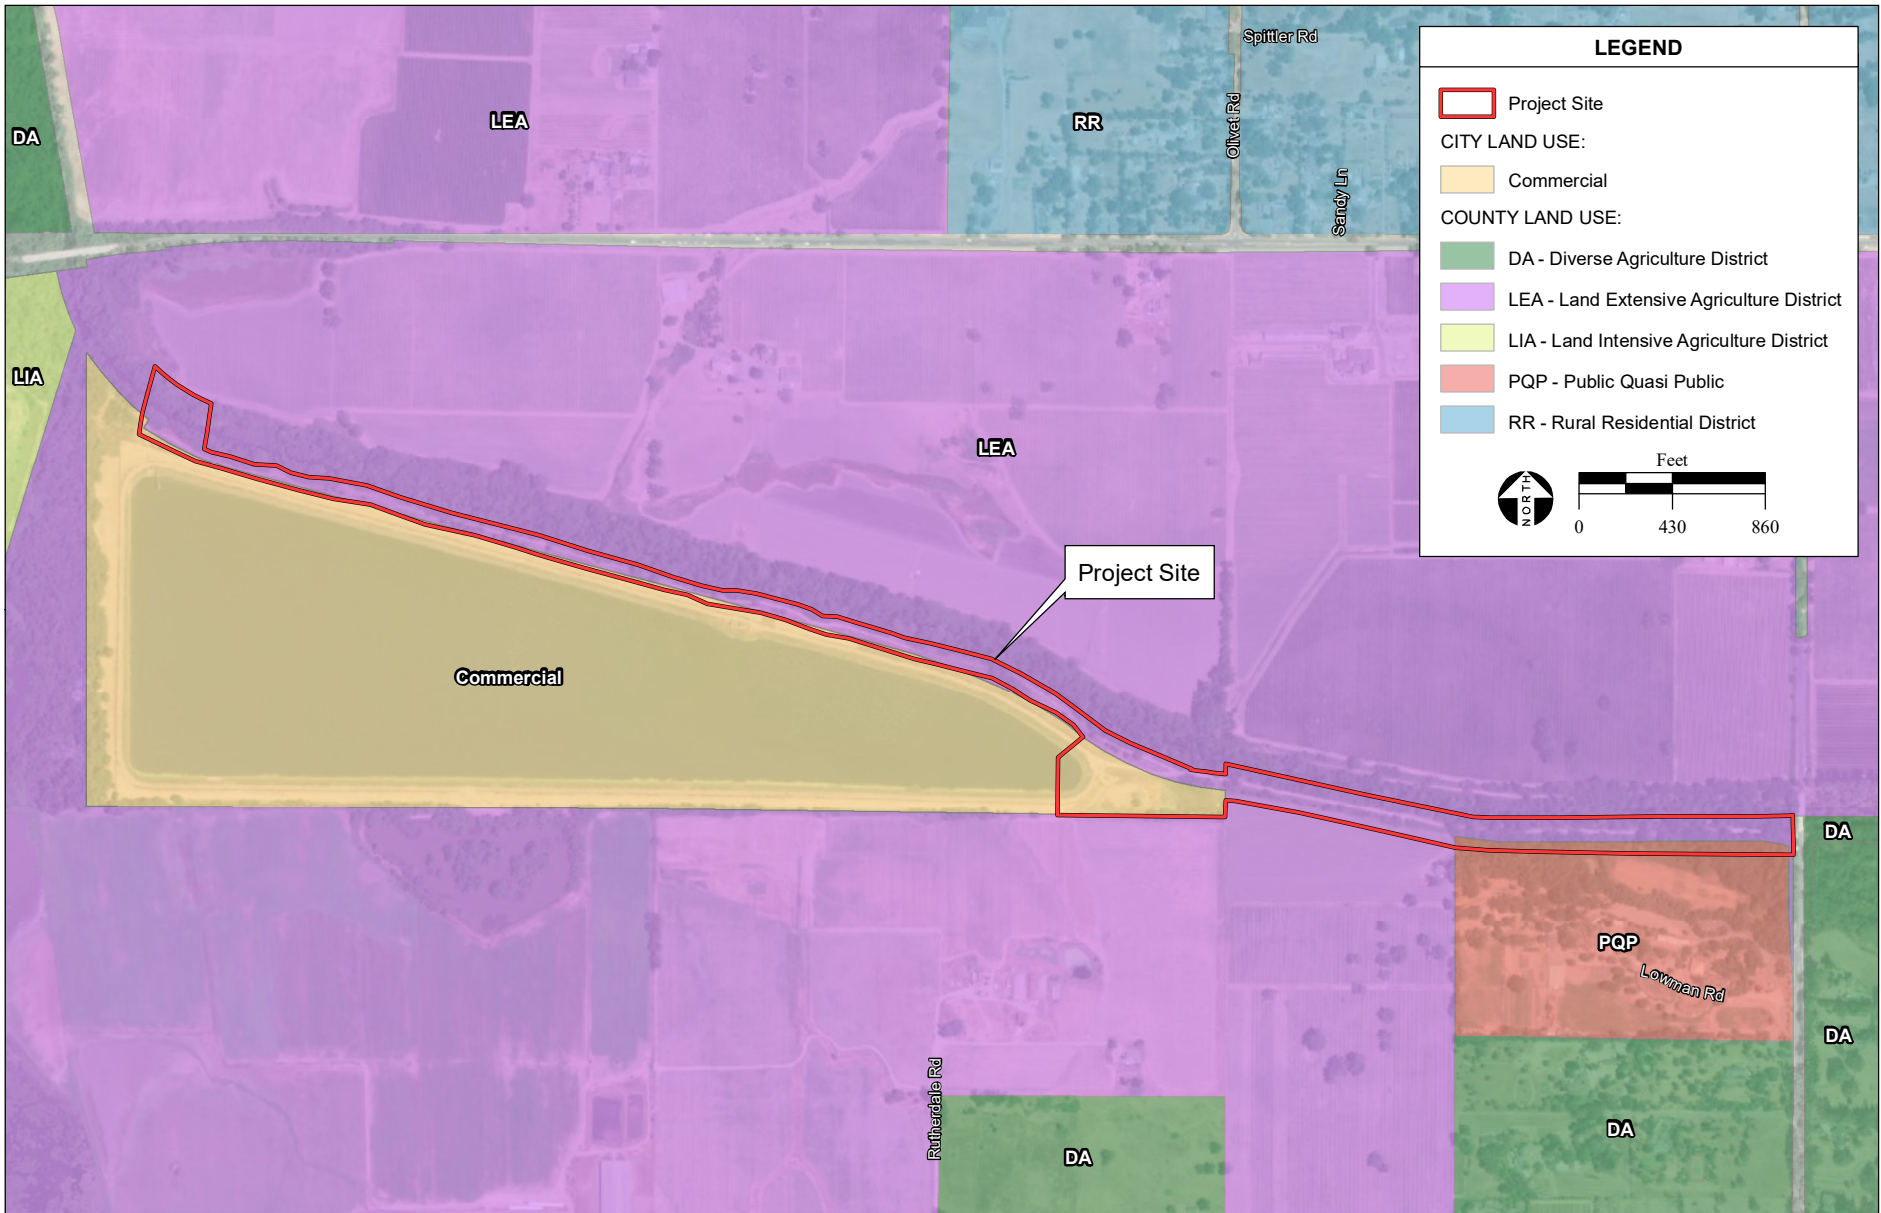 Spittler Rd
LEGEND
Project Site
CITY LAND USE:
Commercial
COUNTY LAND USE:
DA - Diverse Agriculture District
LEA - Land Extensive Agriculture District
LIA - Land Intensive Agriculture District
PQP - Public Quasi Public
RR - Rural Residential District
NORTH
Feet
0 430 860
DA
LEA
RR
Olivet Rd
Sandy Ln
LIA
LEA
Project Site
Commercial
DA
PQP
Lowman Rd
DA
Rutherdale Rd
DA
DA